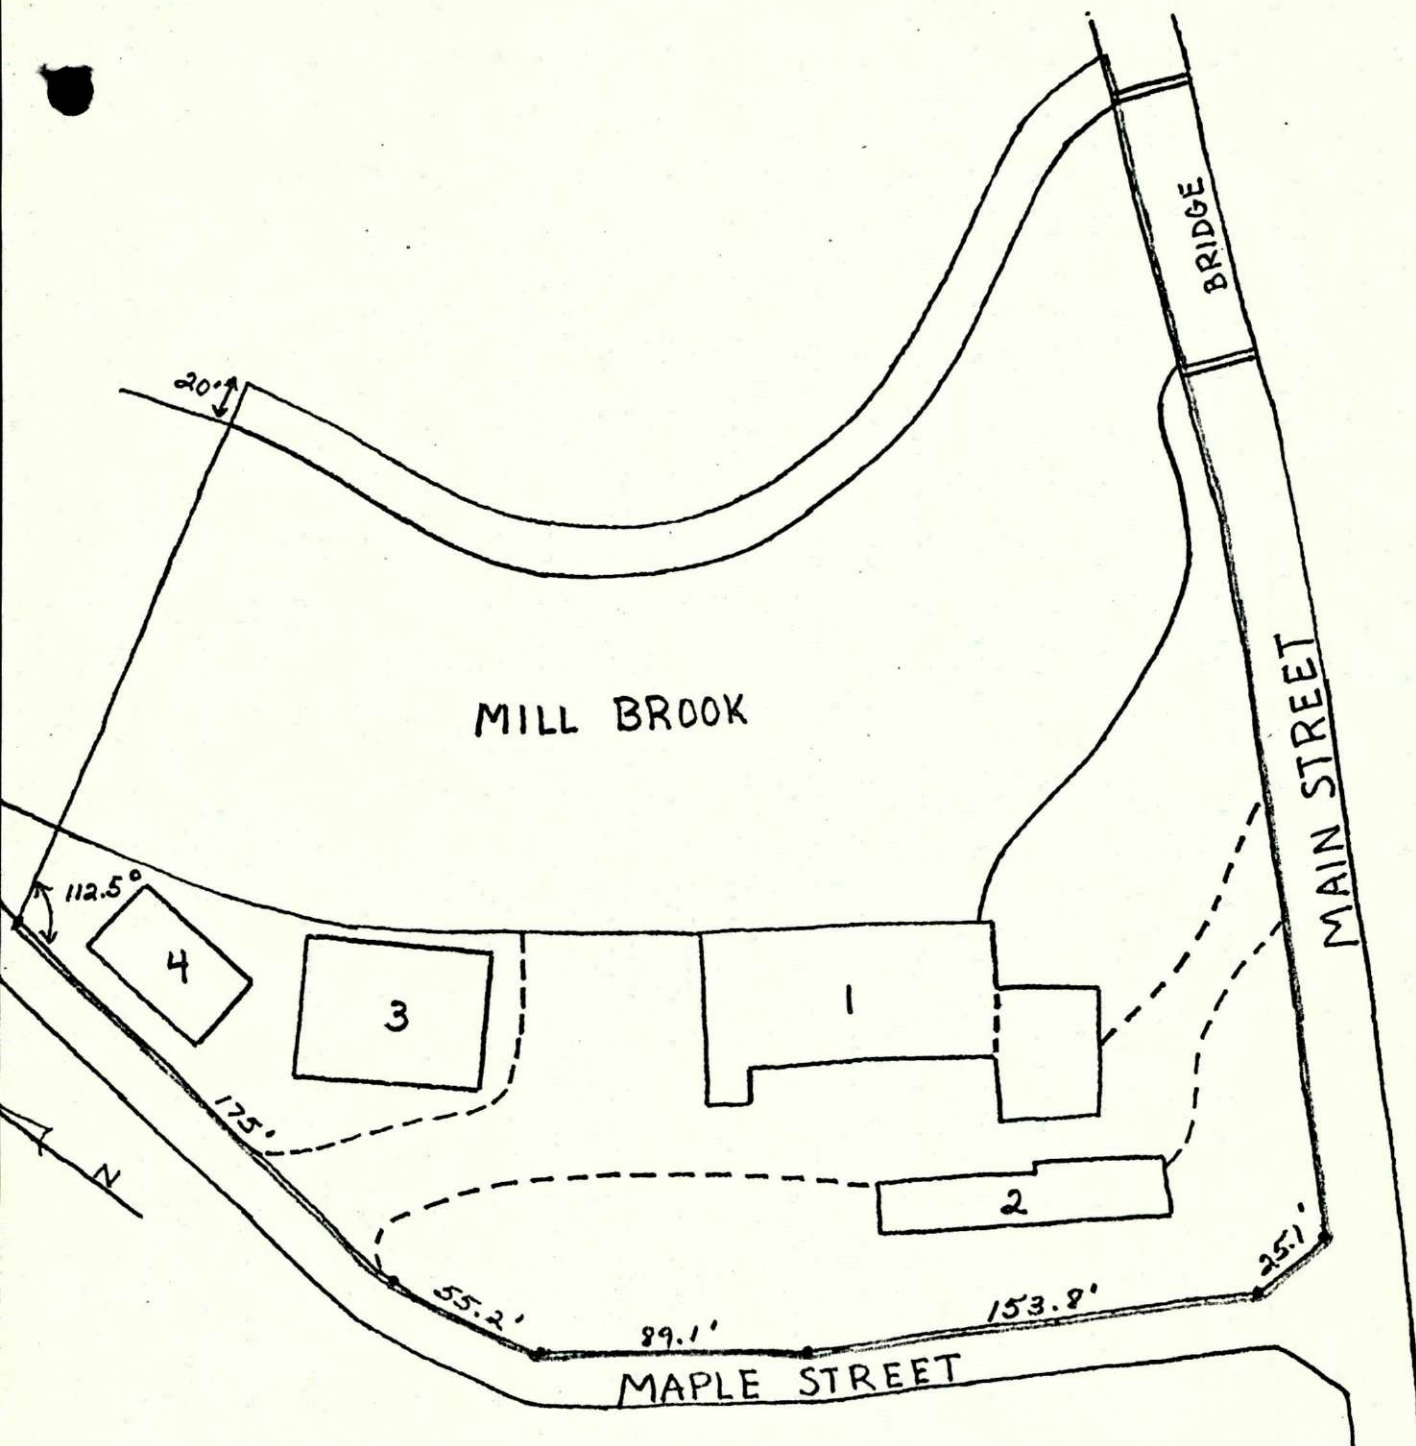 BRIDGE
20'
MILL BROOK
MAIN STREET
112.5°
4
3
1
175'
N
2
55.2'
89.1'
153.8'
25.1'
MAPLE STREET